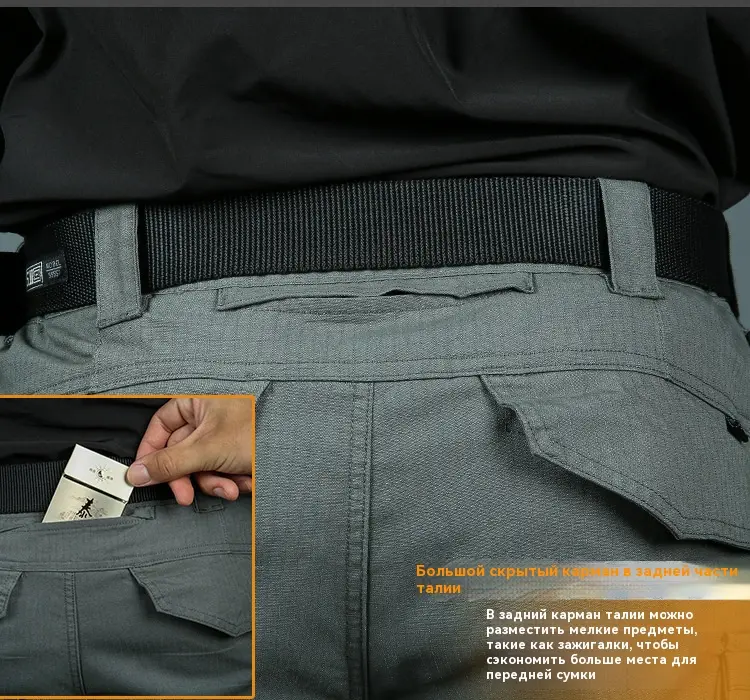 Большой скрытый карман в задней части
талии
В задний карман талии можно
разместить мелкие предметы,
такие как зажигалки, чтобы
сэкономить больше места для
передней сумки